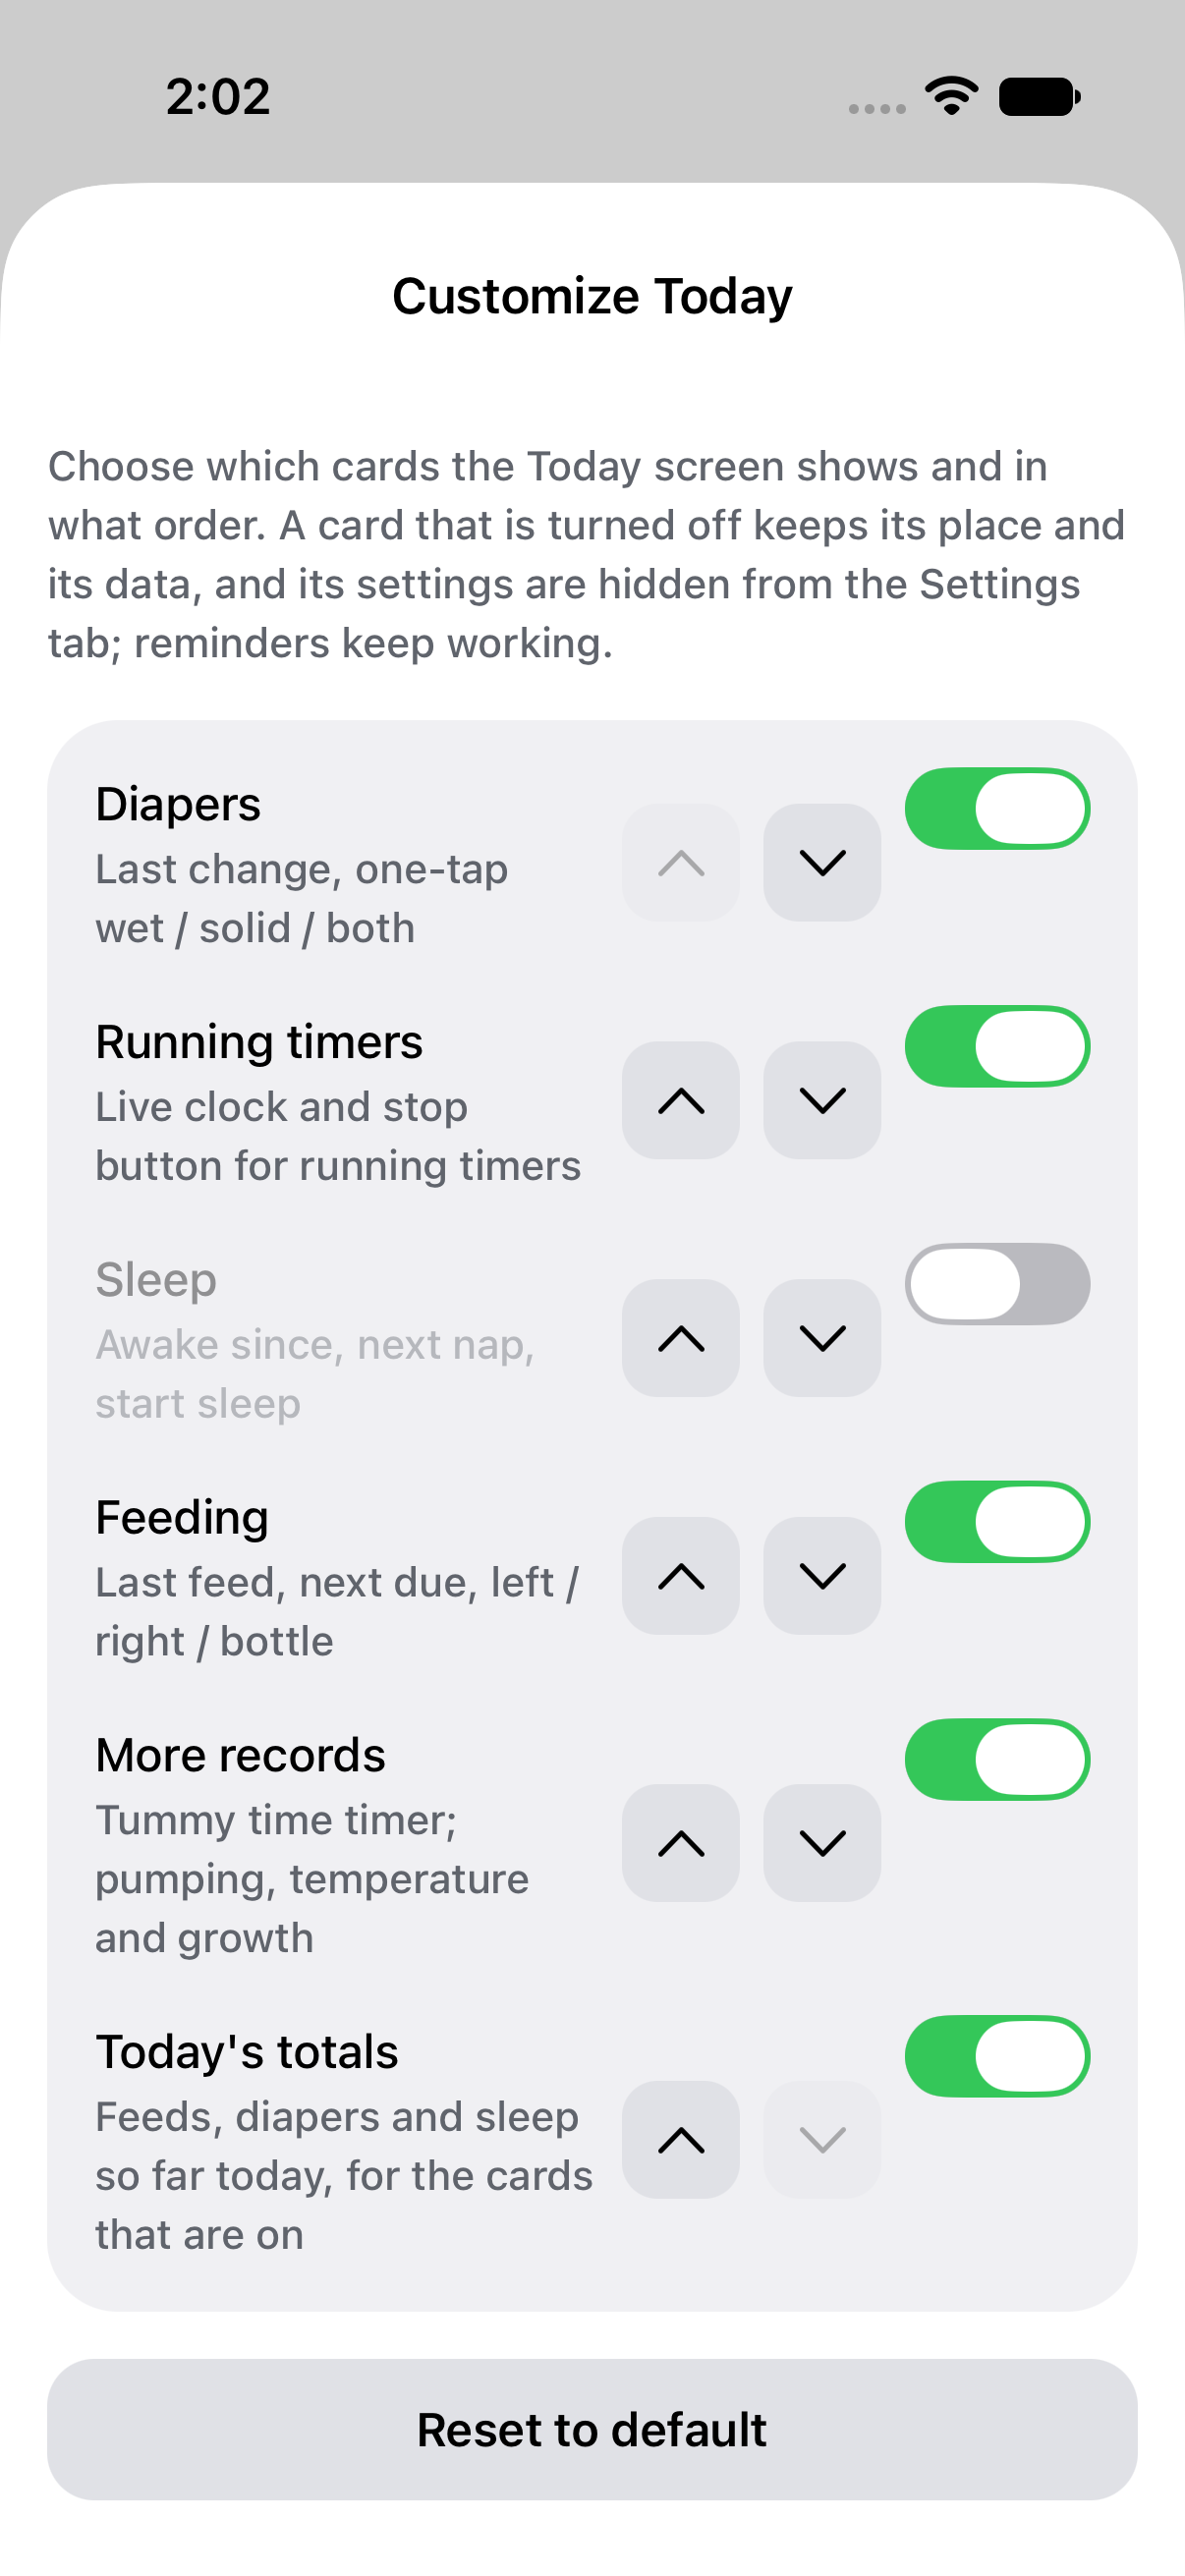 2:02
Customize Today
Choose which cards the Today screen shows and in
what order. A card that is turned off keeps its place and
its data, and its settings are hidden from the Settings
tab; reminders keep working.
Diapers
Last change, one-tap
wet / solid / both
Running timers
Live clock and stop
button for running timers
Sleep
Awake since, next nap,
start sleep
Feeding
Last feed, next due, left /
right / bottle
More records
Tummy time timer;
pumping, temperature
and growth
Today's totals
Feeds, diapers and sleep
so far today, for the cards
that are on
Reset to default